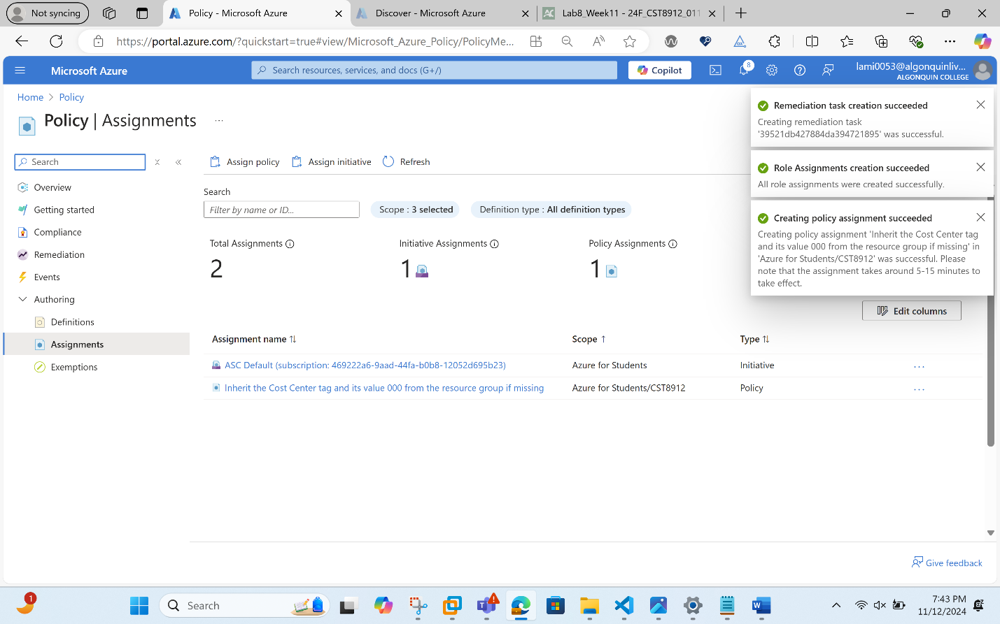 Not syncing
Policy - Microsoft Azure
Discover - Microsoft Azure
Lab8_Week11 - 24F_CST8912_011
https://portal.azure.com/?quickstart=true#view/Microsoft_Azure_Policy/PolicyMe...
Microsoft Azure
Search resources, services, and docs (G+/)
Copilot
8
lami0053@algonquinliv...
ALGONQUIN COLLEGE
Home > Policy
Policy | Assignments
...
Search
Assign policy
Assign initiative
Refresh
Overview
Getting started
Compliance
Remediation
Events
Authoring
Definitions
Assignments
Exemptions
Search
Filter by name or ID...
Scope : 3 selected
Definition type : All definition types
Total Assignments
2
Initiative Assignments
1
Policy Assignments
1
Remediation task creation succeeded
Creating remediation task
'39521db427884da394721895' was successful.
Role Assignments creation succeeded
All role assignments were created successfully.
Creating policy assignment succeeded
Creating policy assignment 'Inherit the Cost Center tag
and its value 000 from the resource group if missing' in
'Azure for Students/CST8912' was successful. Please
note that the assignment takes around 5-15 minutes to
take effect.
Edit columns
Assignment name ↑↓ Scope ↑ Type ↑↓
ASC Default (subscription: 469222a6-9aad-44fa-b0b8-12052d695b23) Azure for Students Initiative ...
Inherit the Cost Center tag and its value 000 from the resource group if missing Azure for Students/CST8912 Policy ...
Give feedback
1
Search
7:43 PM
11/12/2024